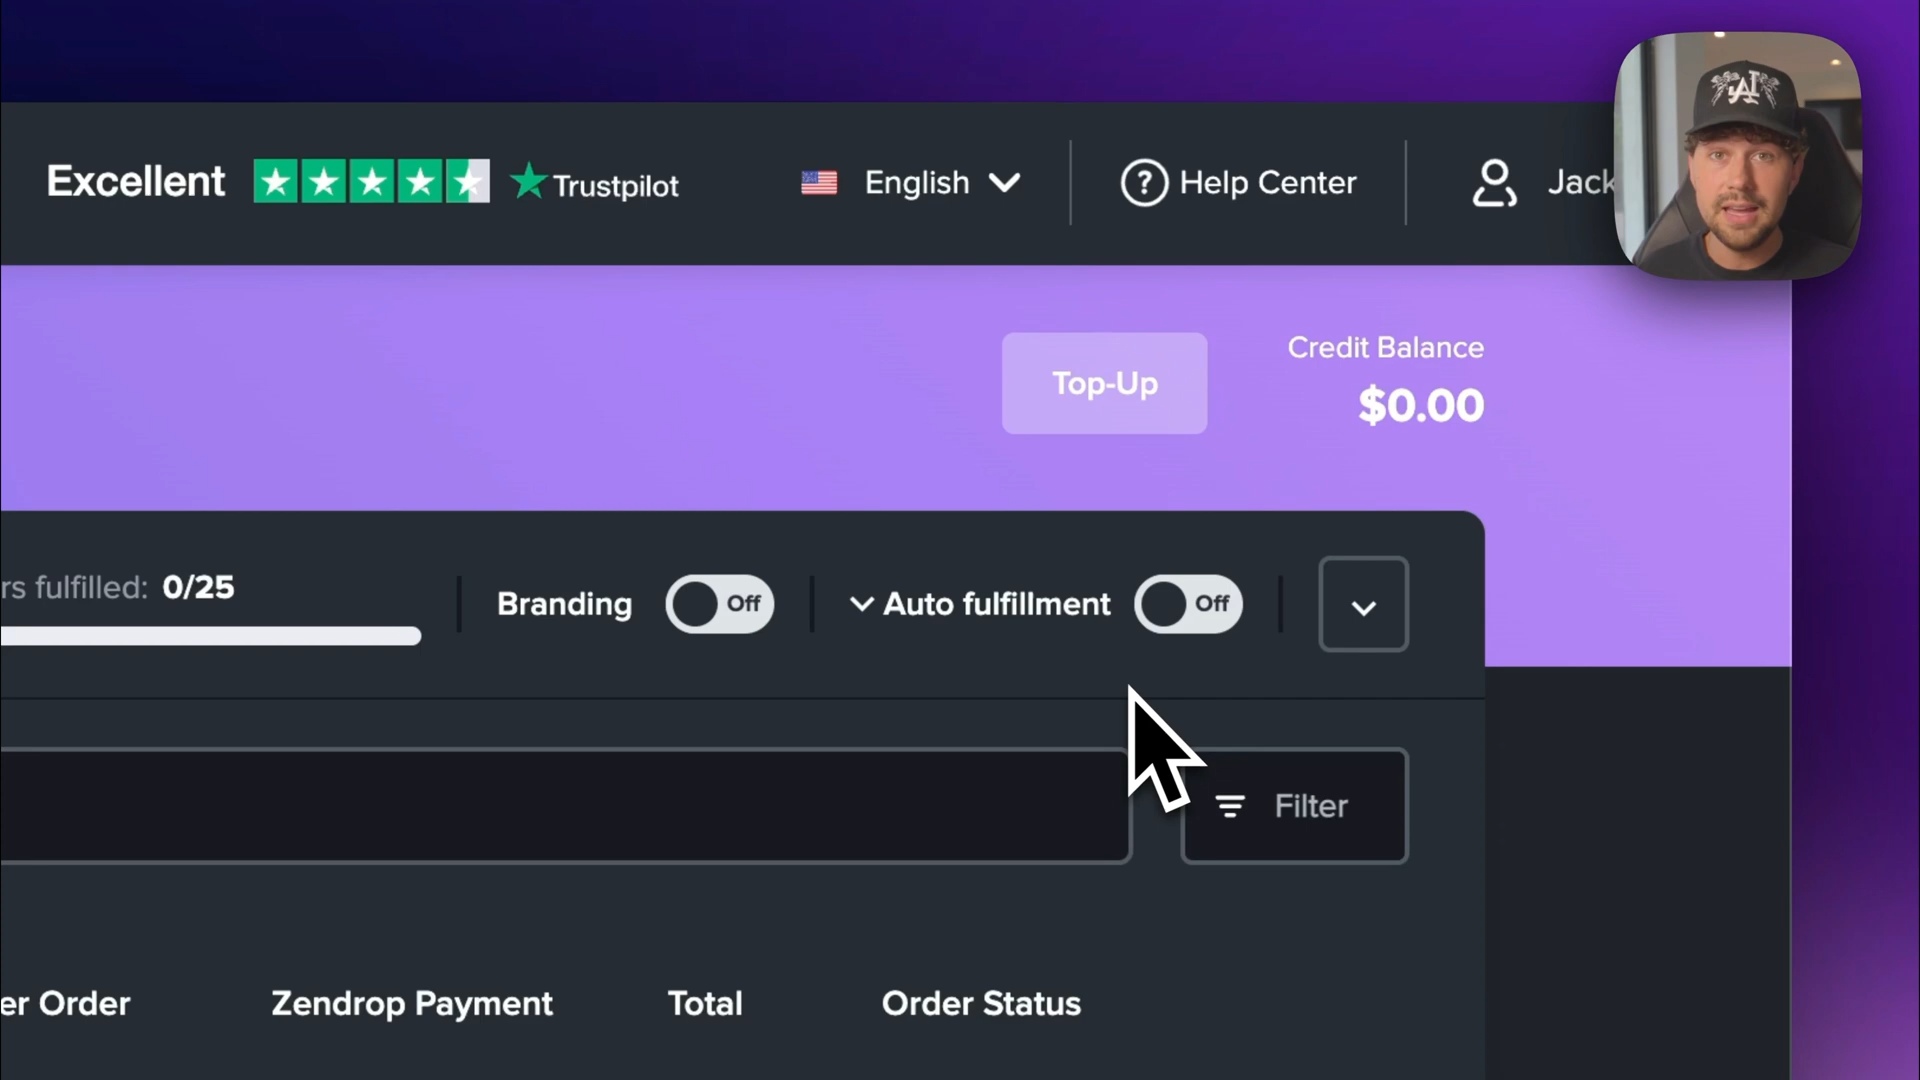 Excellent
Trustpilot
English
Help Center
Jack
Top-Up
Credit Balance
$0.00
rs fulfilled: 0/25
Branding
Off
Auto fulfillment
Off
Filter
er Order
Zendrop Payment
Total
Order Status